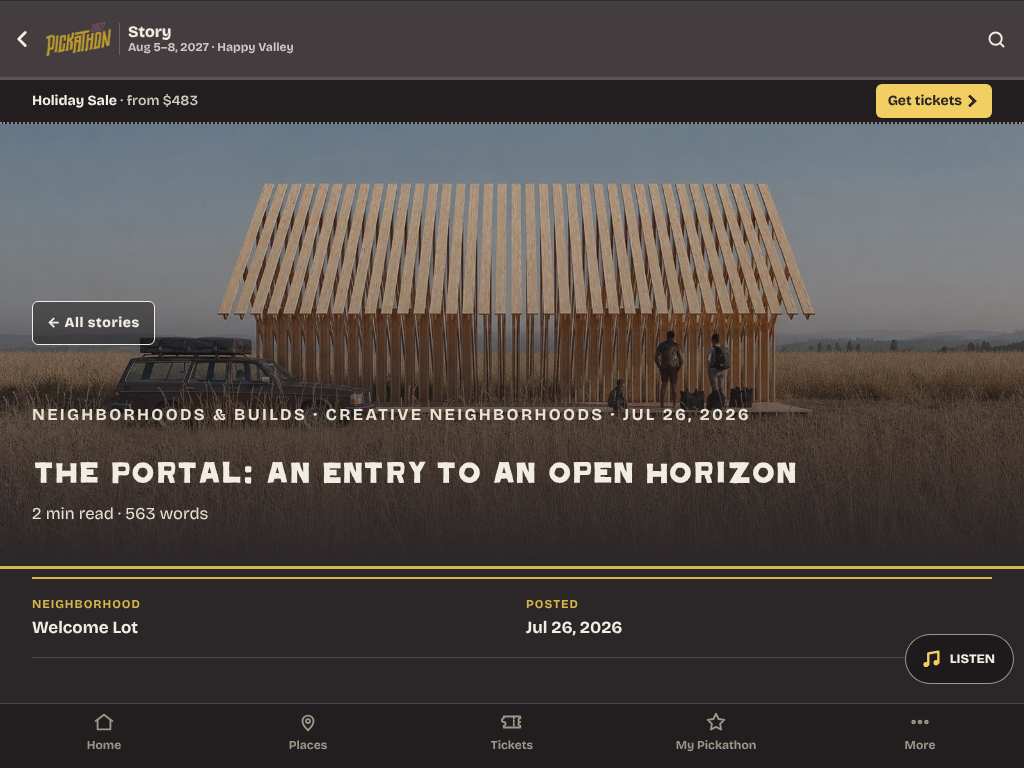 PICKATHON
Story
Aug 5–8, 2027 · Happy Valley
Holiday Sale · from $483
Get tickets
← All stories
NEIGHBORHOODS & BUILDS · CREATIVE NEIGHBORHOODS · JUL 26, 2026
THE PORTAL: AN ENTRY TO AN OPEN HORIZON
2 min read · 563 words
NEIGHBORHOOD
Welcome Lot
POSTED
Jul 26, 2026
LISTEN
Home
Places
Tickets
My Pickathon
More